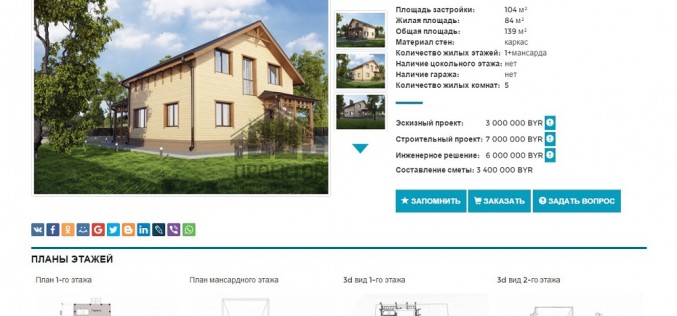 Площадь застройки: 104 м²
Жилая площадь: 84 м²
Общая площадь: 139 м²
Материал стен: каркас
Количество жилых этажей: 1+мансарда
Наличие цокольного этажа: нет
Наличие гаража: нет
Количество жилых комнат: 5
Эскизный проект: 3 000 000 BYR
Строительный проект: 7 000 000 BYR
Инженерное решение: 6 000 000 BYR
Составление сметы: 3 400 000 BYR
ЗАПОМНИТЬ ЗАКАЗАТЬ ЗАДАТЬ ВОПРОС
ПЛАНЫ ЭТАЖЕЙ
План 1-го этажа План мансардного этажа 3d вид 1-го этажа 3d вид 2-го этажа